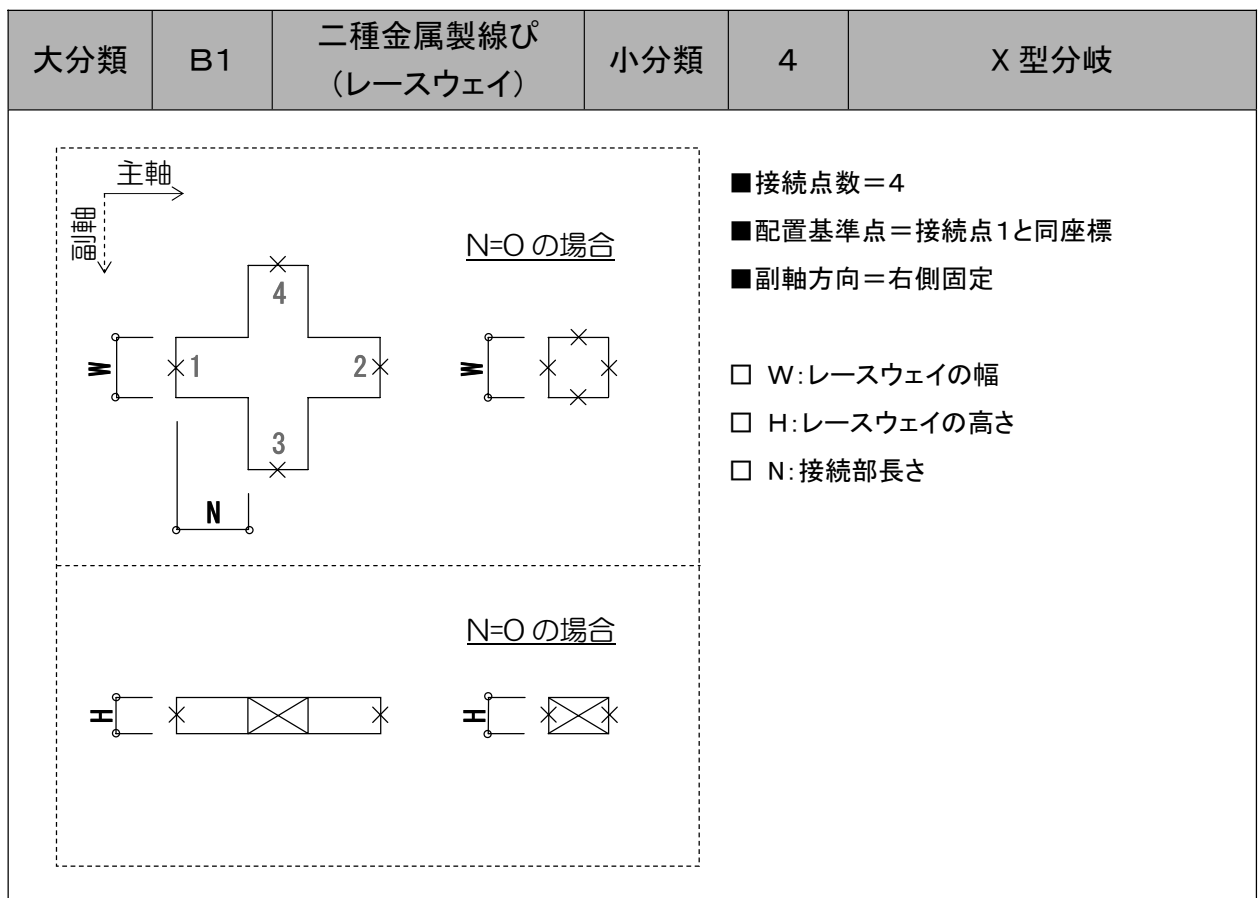 大分類 B1 二種金属製線ぴ(レースウェイ) 小分類 4 X 型分岐
主軸
副軸
N=0 の場合
4
W
1
2
W
3
N
■接続点数=4
■配置基準点=接続点1と同座標
■副軸方向=右側固定
□ W:レースウェイの幅
□ H:レースウェイの高さ
□ N:接続部長さ
N=0 の場合
H
H